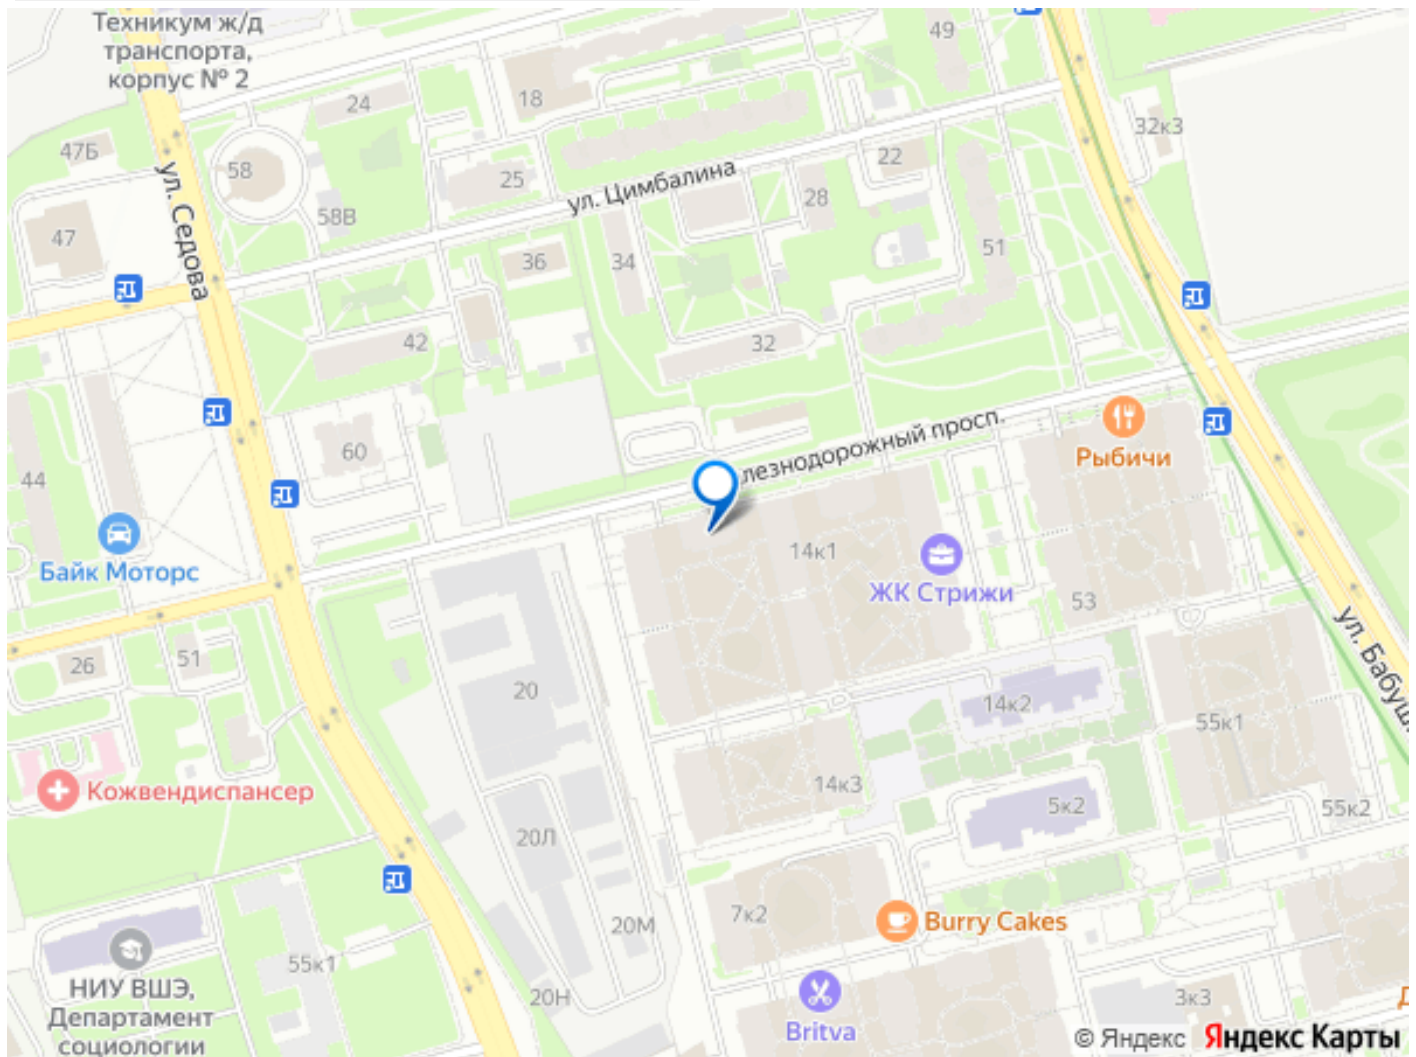 Техникум ж/д
транспорта,
корпус № 2
49
24
18
32к3
47Б
58
25
22
ул. Цимбалина
ул. Седова
28
58В
47
36
34
51
42
32
Рыбичи
лезнодорожный просп.
60
44
Байк Моторс
14к1
ЖК Стрижи
53
ул. Бабуш
26
51
20
14к2
55к1
Кожвендиспансер
14к3
5к2
55к2
20Л
7к2
Burry Cakes
20М
55к1
НИУ ВШЭ,
Департамент
социологии
20Н
Britva
3к3
Д
© Яндекс Яндекс Карты